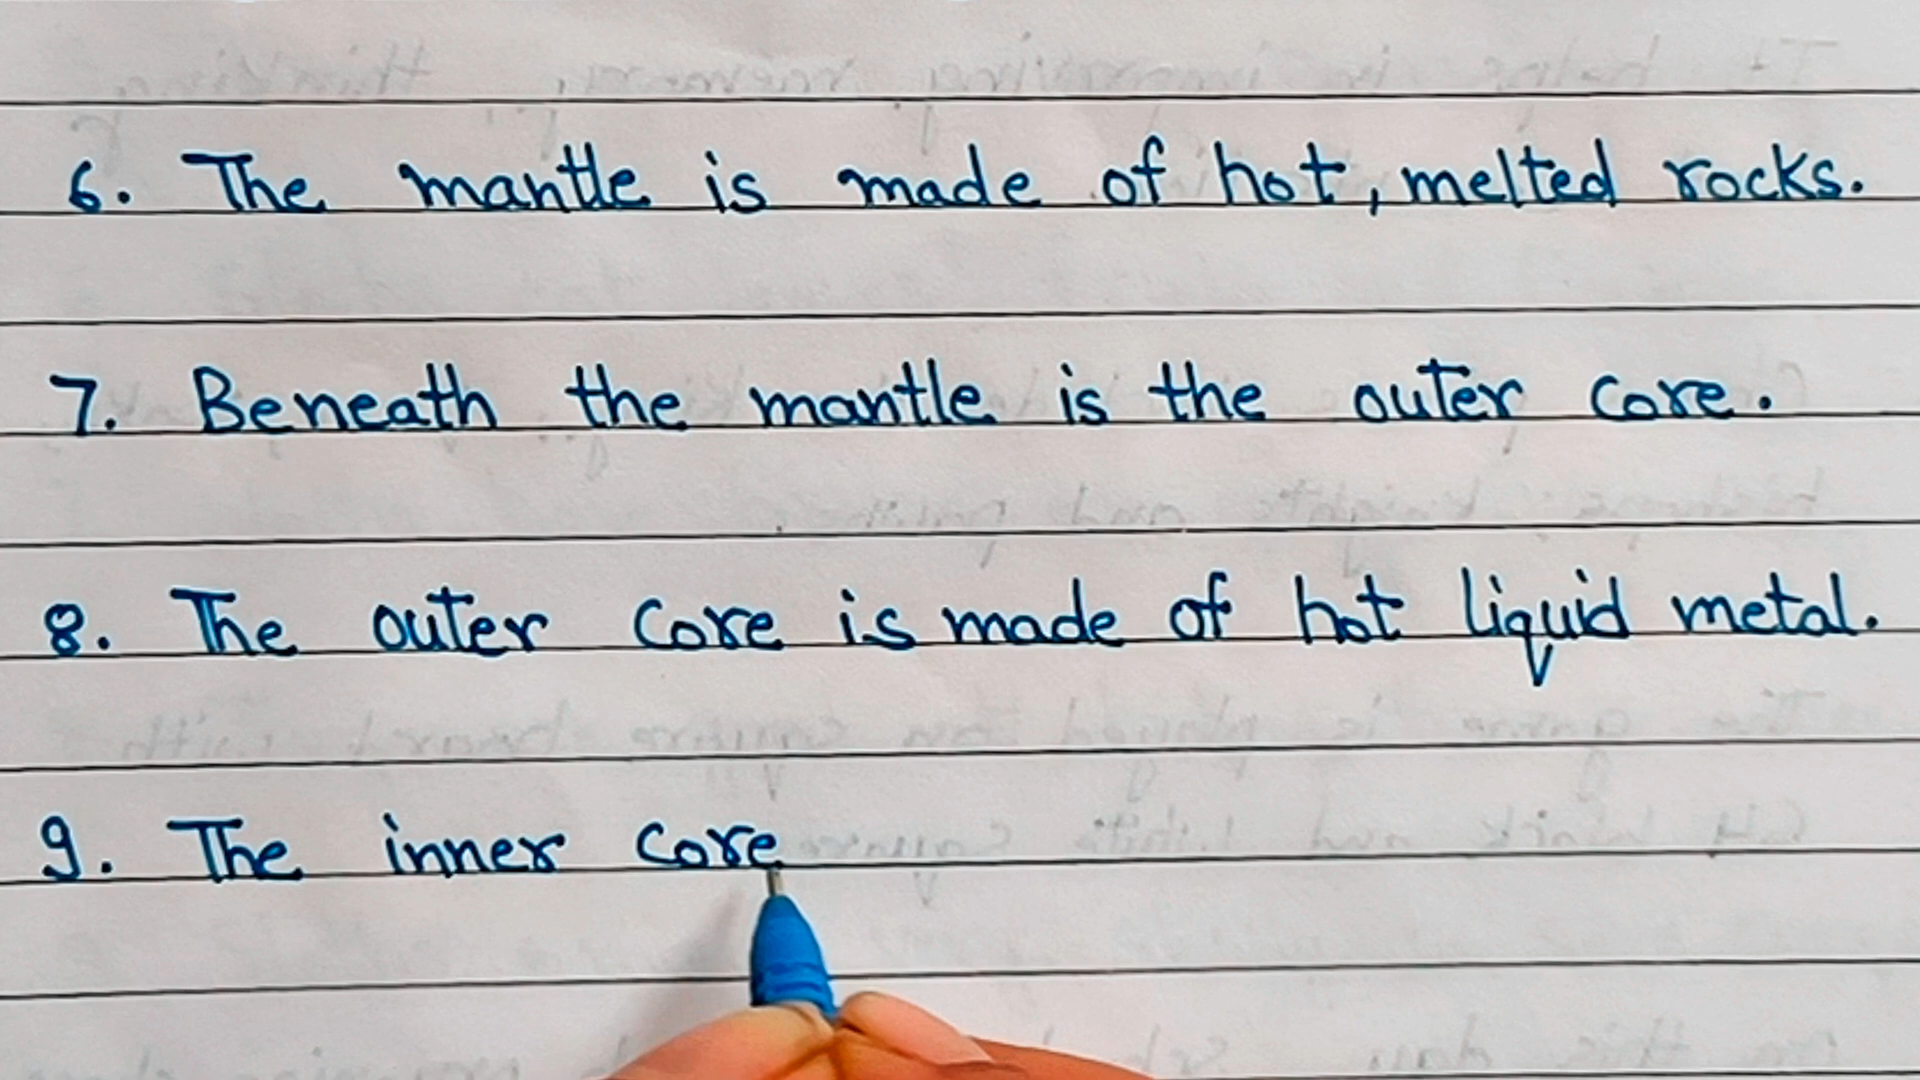 6. The mantle is made of hot, melted rocks.
7. Beneath the mantle is the outer core.
8. The outer core is made of hot liquid metal.
9. The inner core